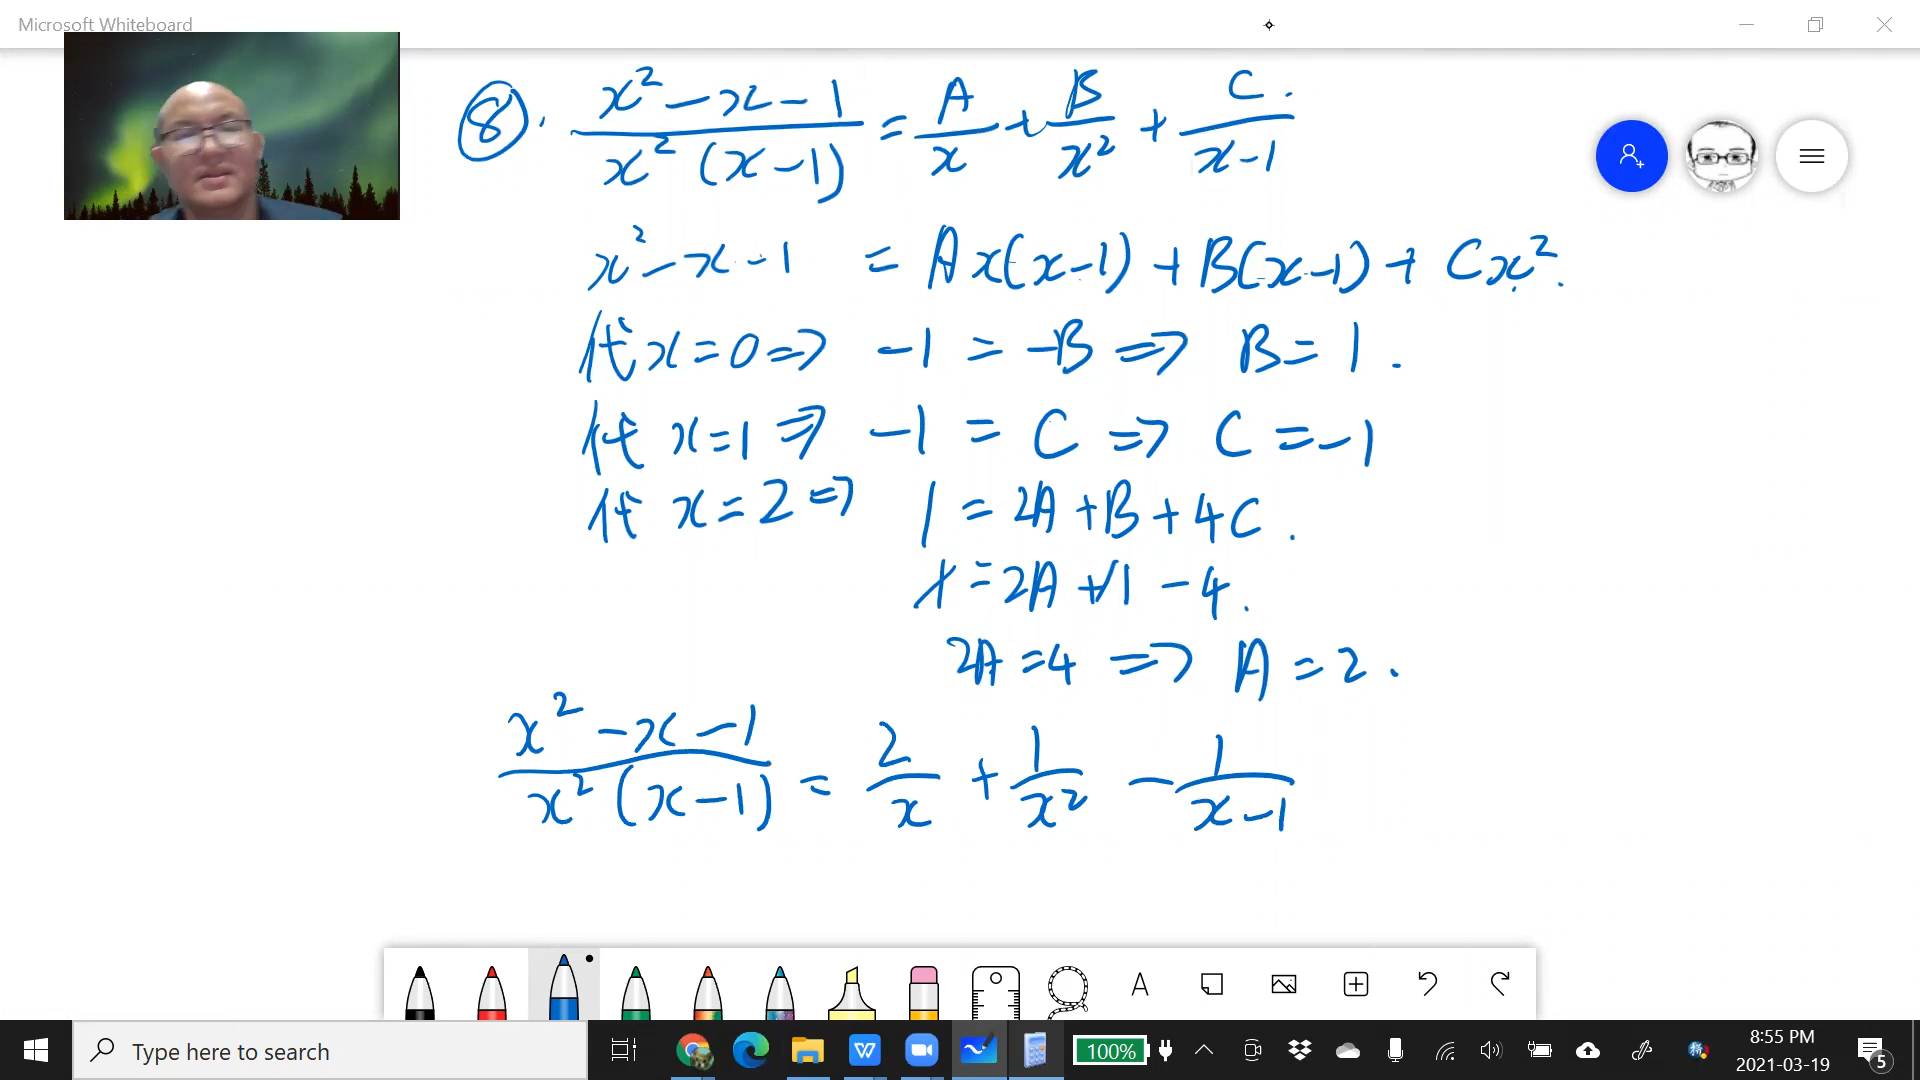 Microsoft Whiteboard
⑧. (x² - x - 1)/(x² (x-1)) = A/x + B/x² + C/(x-1)
x² - x - 1 = Ax(x-1) + B(x-1) + Cx².
代 x=0 ⇒ -1 = -B ⇒ B = 1.
代 x=1 ⇒ -1 = C ⇒ C = -1
代 x=2 ⇒ 1 = 2A + B + 4C.
1 = 2A + 1 - 4.
2A = 4 ⇒ A = 2.
(x² - x - 1)/(x² (x-1)) = 2/x + 1/x² - 1/(x-1)
A
Type here to search
100%
8:55 PM
2021-03-19
5